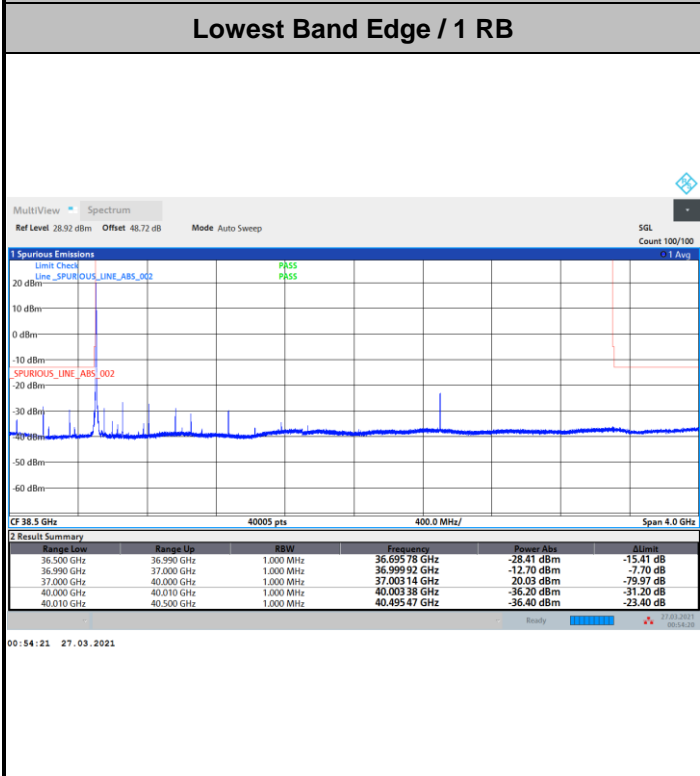 Lowest Band Edge / 1 RB
MultiView Spectrum
Ref Level 28.92 dBm Offset 48.72 dB Mode Auto Sweep SGL
Count 100/100
1 Spurious Emissions 1 Avg
Limit Check PASS
Line _SPURIOUS_LINE_ABS_002 PASS
20 dBm
10 dBm
0 dBm
-10 dBm
_SPURIOUS_LINE_ABS_002
-20 dBm
-30 dBm
-40 dBm
-50 dBm
-60 dBm
CF 38.5 GHz 40005 pts 400.0 MHz/ Span 4.0 GHz
2 Result Summary
Range Low Range Up RBW Frequency Power Abs ΔLimit
36.500 GHz 36.990 GHz 1.000 MHz 36.695 78 GHz -28.41 dBm -15.41 dB
36.990 GHz 37.000 GHz 1.000 MHz 36.999 92 GHz -12.70 dBm -7.70 dB
37.000 GHz 40.000 GHz 1.000 MHz 37.003 14 GHz 20.03 dBm -79.97 dB
40.000 GHz 40.010 GHz 1.000 MHz 40.003 38 GHz -36.20 dBm -31.20 dB
40.010 GHz 40.500 GHz 1.000 MHz 40.495 47 GHz -36.40 dBm -23.40 dB
Ready 27.03.2021
00:54:20
00:54:21 27.03.2021